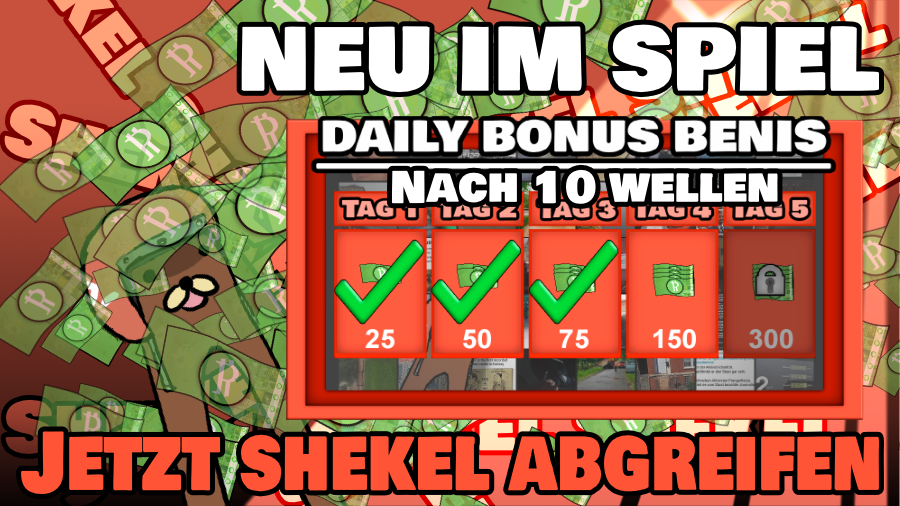 NEU IM SPIEL
DAILY BONUS BENIS
NACH 10 WELLEN
TAG 1 TAG 2 TAG 3 TAG 4 TAG 5
25 50 75 150 300
JETZT SHEKEL ABGREIFEN